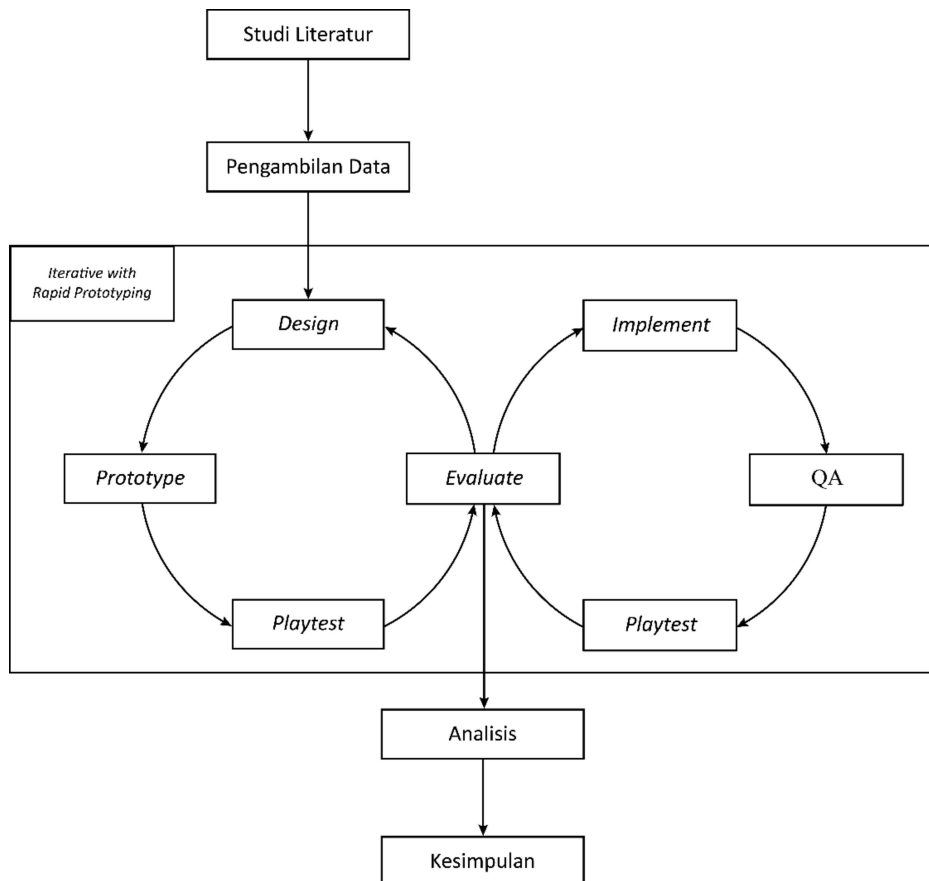 Studi Literatur
Pengambilan Data
Iterative with
Rapid Prototyping
Design
Implement
Prototype
Evaluate
QA
Playtest
Playtest
Analisis
Kesimpulan